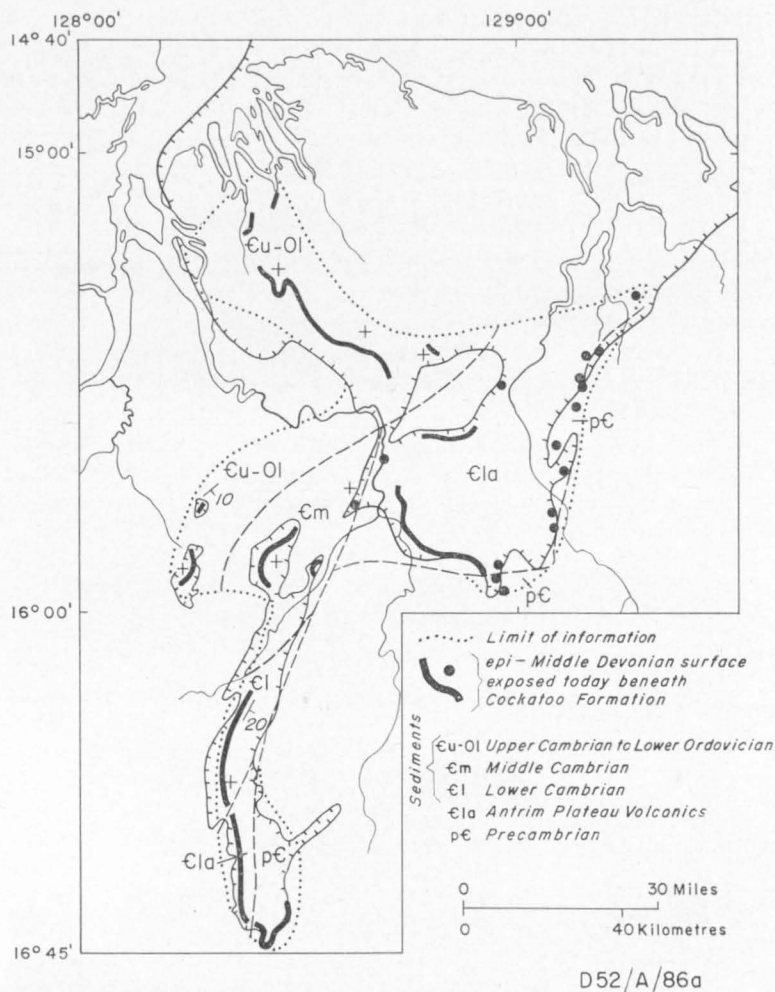 128°00' 129°00'
14°40'
15°00'
Єu-Ol
pЄ
Єla
Єu-Ol
10
Єm
pЄ
16°00'
Limit of information
epi-Middle Devonian surface
exposed today beneath
Cockatoo Formation
Єl
20
Sediments
Єu-Ol Upper Cambrian to Lower Ordovician
Єm Middle Cambrian
Єl Lower Cambrian
Єla Antrim Plateau Volcanics
pЄ Precambrian
Єla
pЄ
0 30 Miles
0 40 Kilometres
16°45'
D52/A/86a